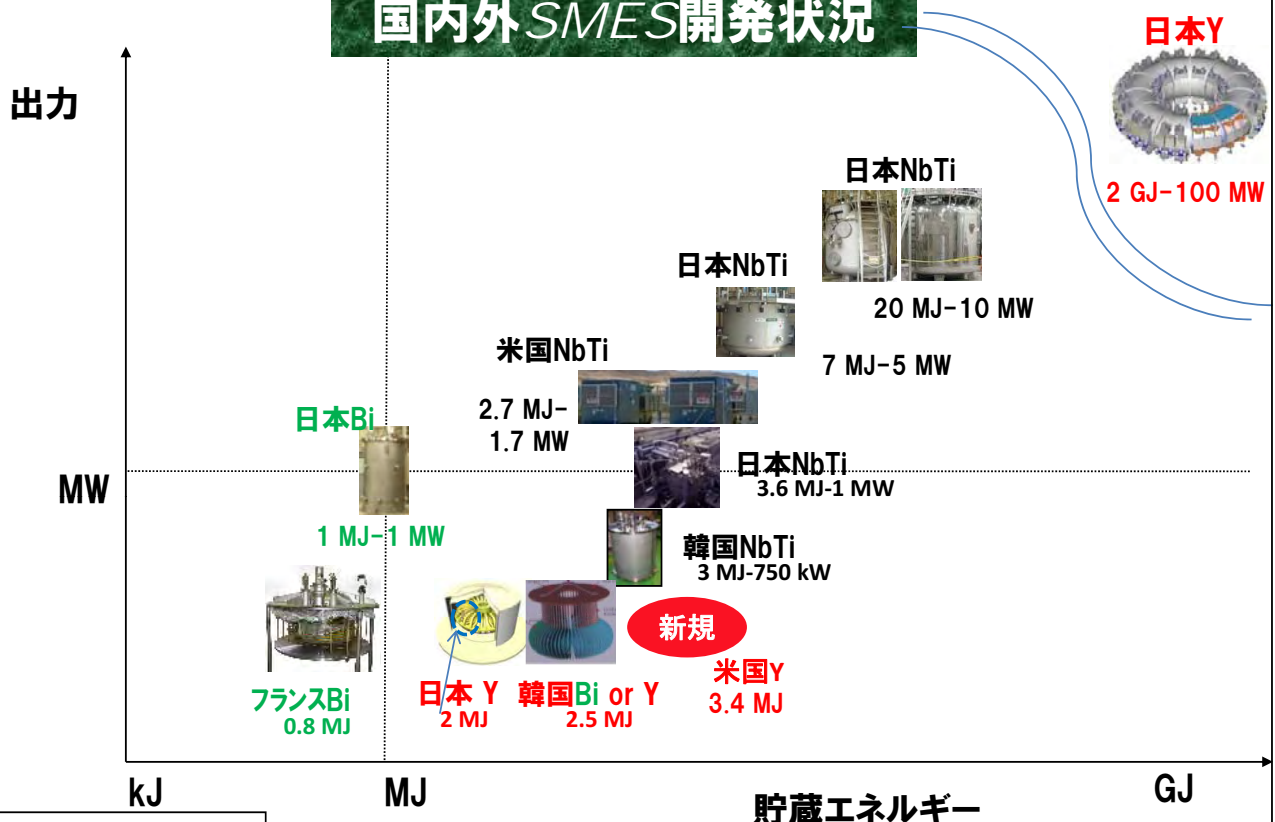 国内外SMES開発状況
日本Y
出力
2 GJ-100 MW
日本NbTi
20 MJ-10 MW
日本NbTi
7 MJ-5 MW
米国NbTi
2.7 MJ-
1.7 MW
日本Bi
1 MJ-1 MW
MW
日本NbTi
3.6 MJ-1 MW
韓国NbTi
3 MJ-750 kW
新規
米国Y
3.4 MJ
フランスBi
0.8 MJ
日本 Y
2 MJ
韓国Bi or Y
2.5 MJ
kJ
MJ
貯蔵エネルギー
GJ